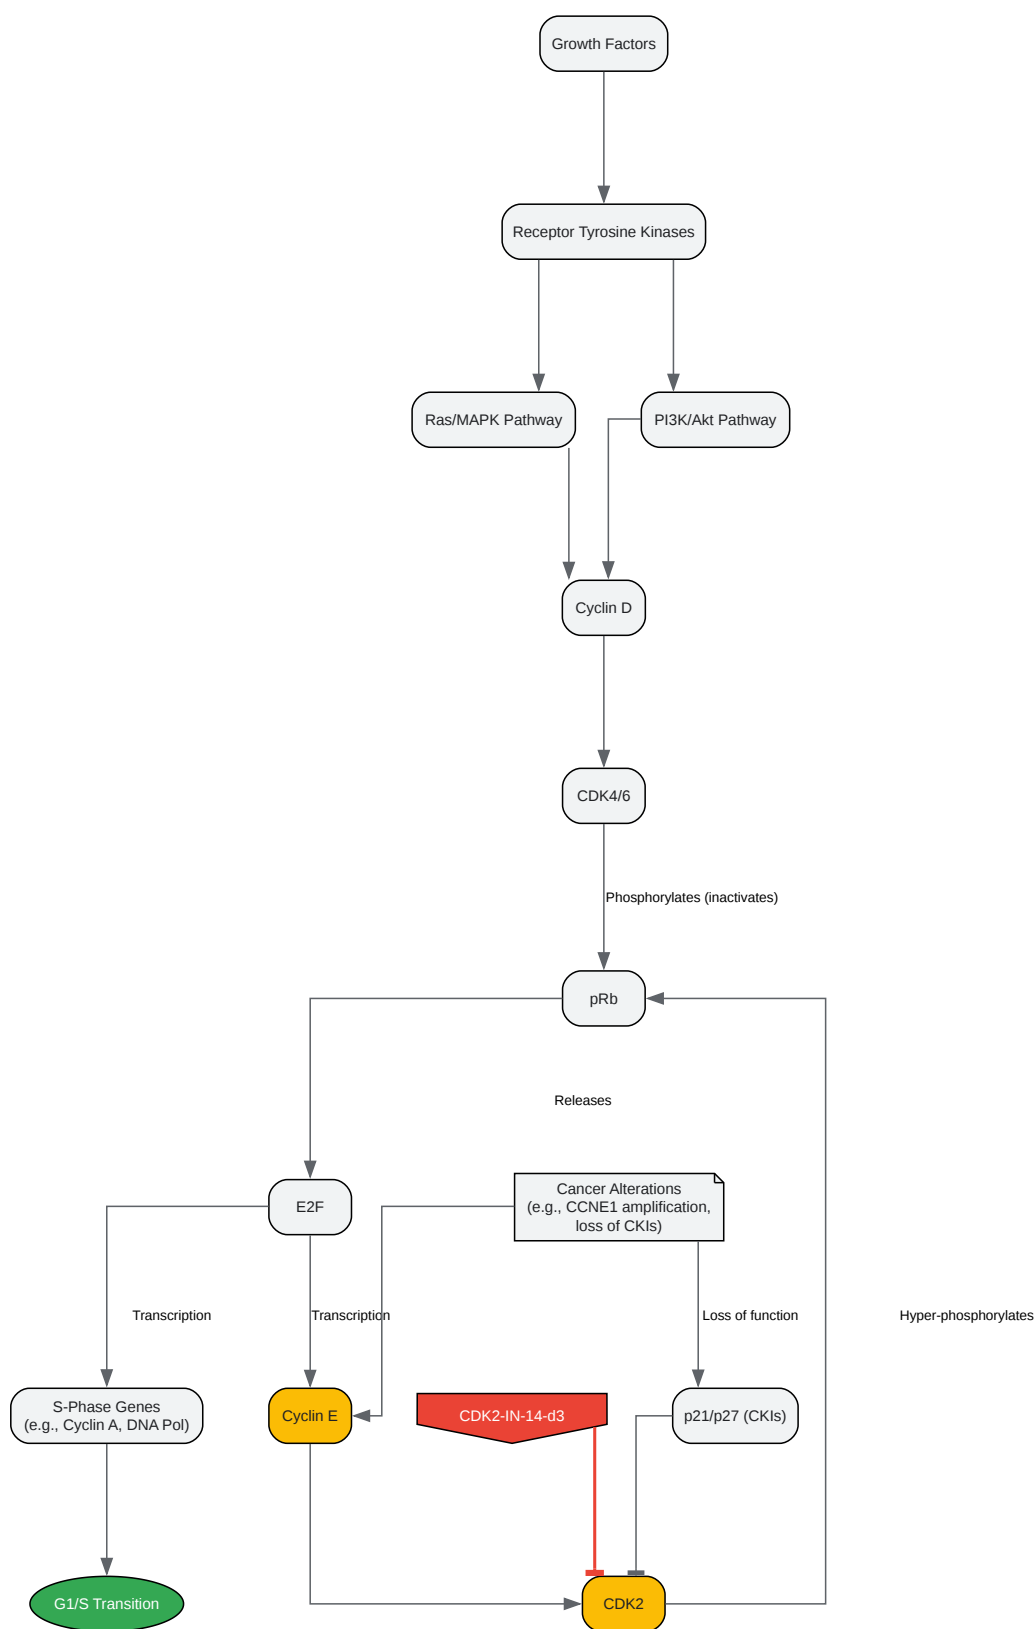 Growth Factors
Receptor Tyrosine Kinases
Ras/MAPK Pathway
PI3K/Akt Pathway
Cyclin D
CDK4/6
Phosphorylates (inactivates)
pRb
Releases
E2F
Cancer Alterations
(e.g., CCNE1 amplification,
loss of CKIs)
Transcription
Transcription
Loss of function
Hyper-phosphorylates
S-Phase Genes
(e.g., Cyclin A, DNA Pol)
Cyclin E
CDK2-IN-14-d3
p21/p27 (CKIs)
G1/S Transition
CDK2